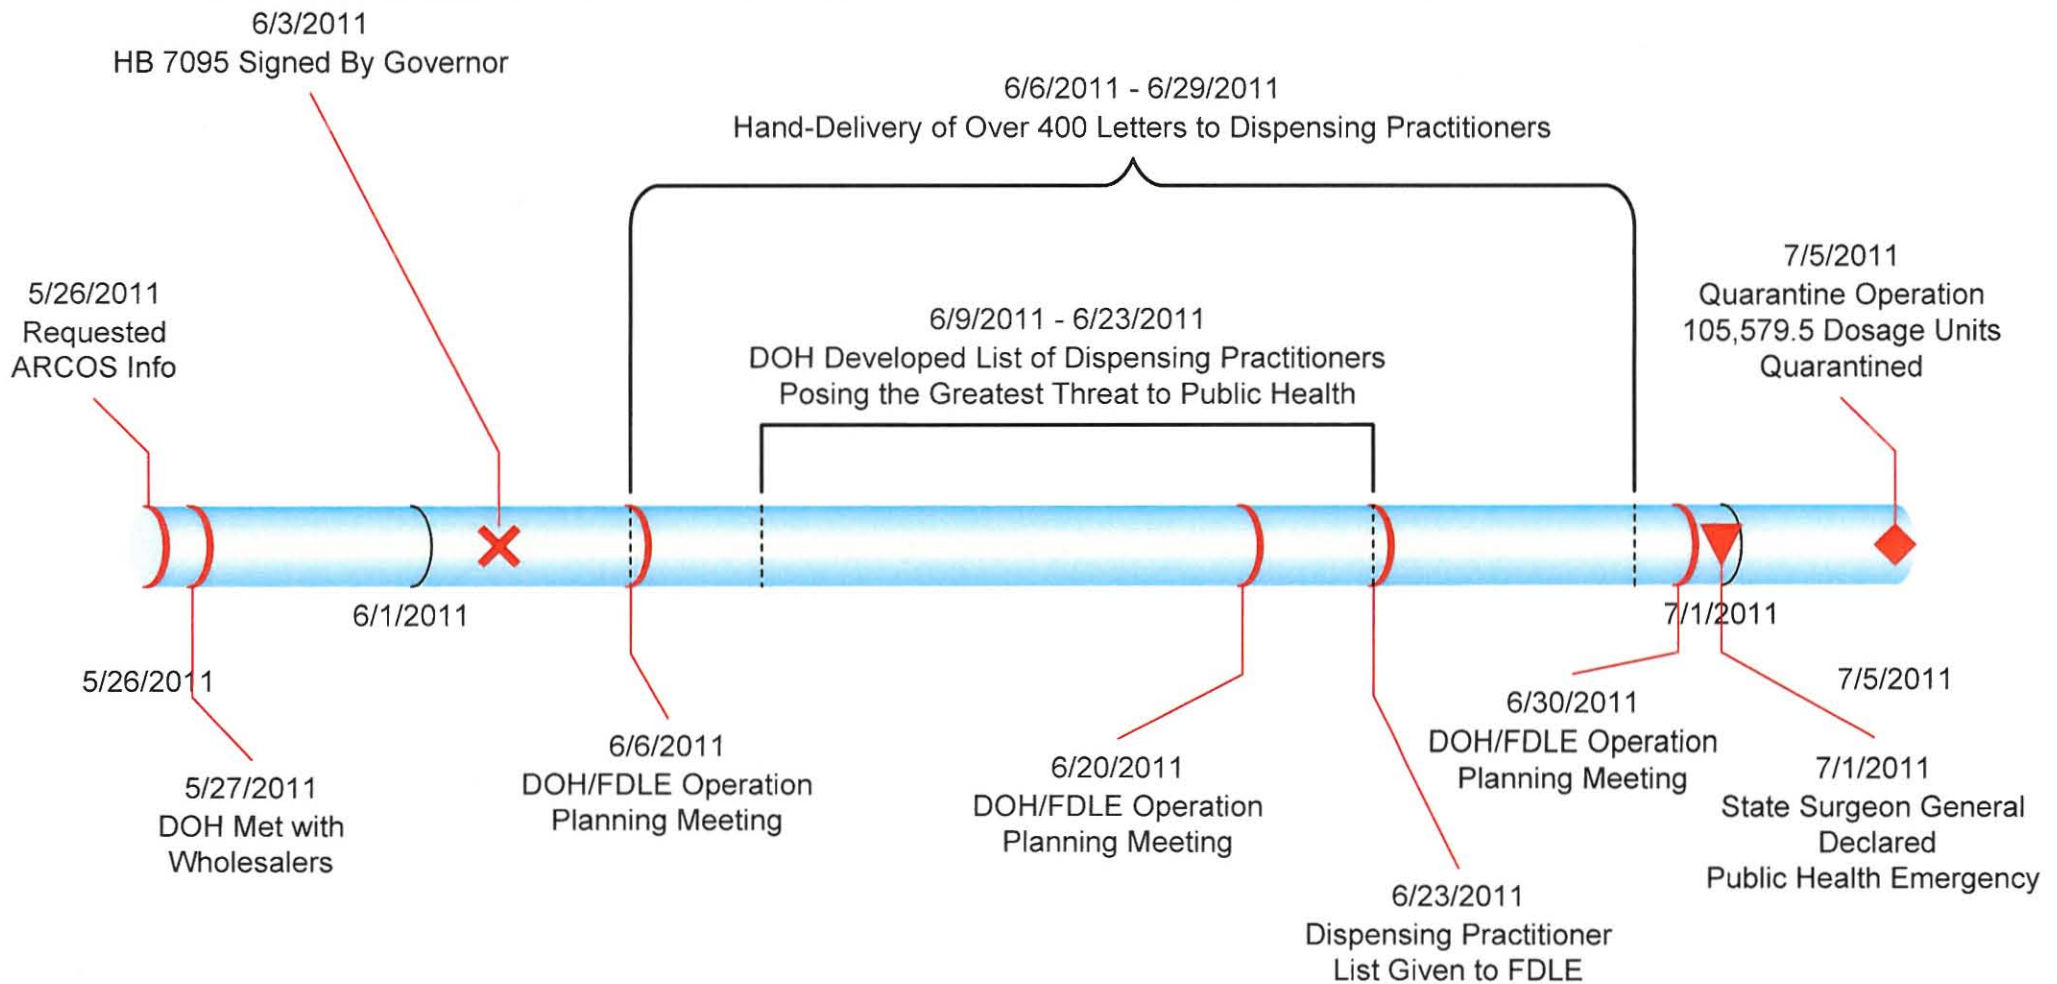 6/3/2011
HB 7095 Signed By Governor
6/6/2011 - 6/29/2011
Hand-Delivery of Over 400 Letters to Dispensing Practitioners
5/26/2011
Requested
ARCOS Info
6/9/2011 - 6/23/2011
DOH Developed List of Dispensing Practitioners
Posing the Greatest Threat to Public Health
7/5/2011
Quarantine Operation
105,579.5 Dosage Units
Quarantined
6/1/2011
7/1/2011
5/26/2011
7/5/2011
5/27/2011
DOH Met with
Wholesalers
6/6/2011
DOH/FDLE Operation
Planning Meeting
6/20/2011
DOH/FDLE Operation
Planning Meeting
6/23/2011
Dispensing Practitioner
List Given to FDLE
6/30/2011
DOH/FDLE Operation
Planning Meeting
7/1/2011
State Surgeon General
Declared
Public Health Emergency